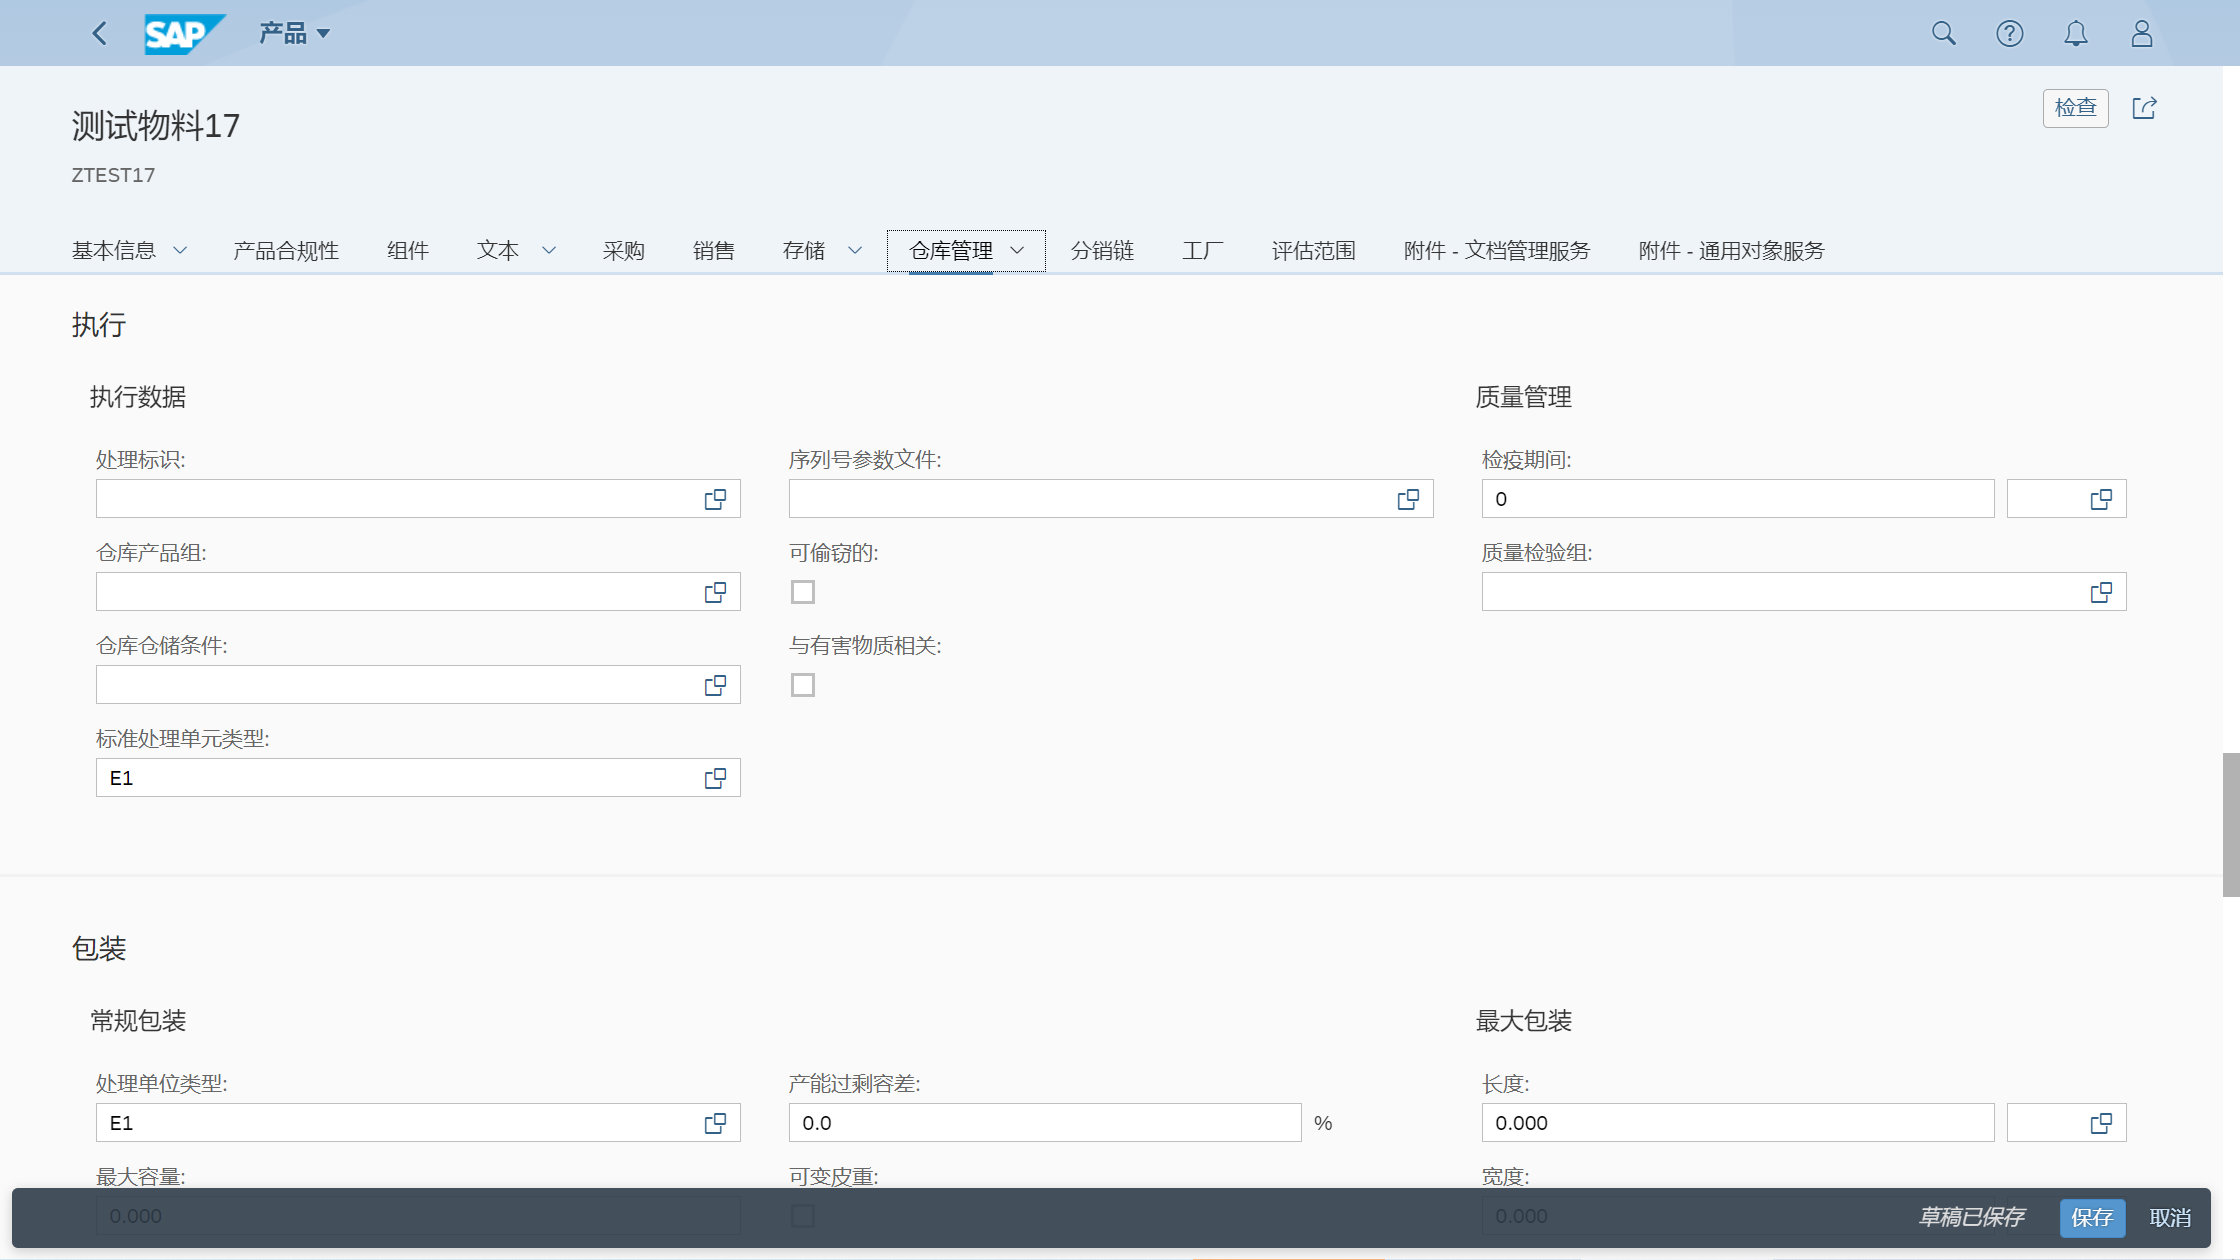 SAP 产品
测试物料17
检查
ZTEST17
基本信息 产品合规性 组件 文本 采购 销售 存储 仓库管理 分销链 工厂 评估范围 附件 - 文档管理服务 附件 - 通用对象服务
执行
执行数据 质量管理
处理标识: 序列号参数文件: 检疫期间:
0
仓库产品组: 可偷窃的: 质量检验组:
仓库仓储条件: 与有害物质相关:
标准处理单元类型:
E1
包装
常规包装 最大包装
处理单位类型: 产能过剩容差: 长度:
E1 0.0 % 0.000
最大容量: 可变皮重: 宽度:
0.000 0.000 草稿已保存 保存 取消